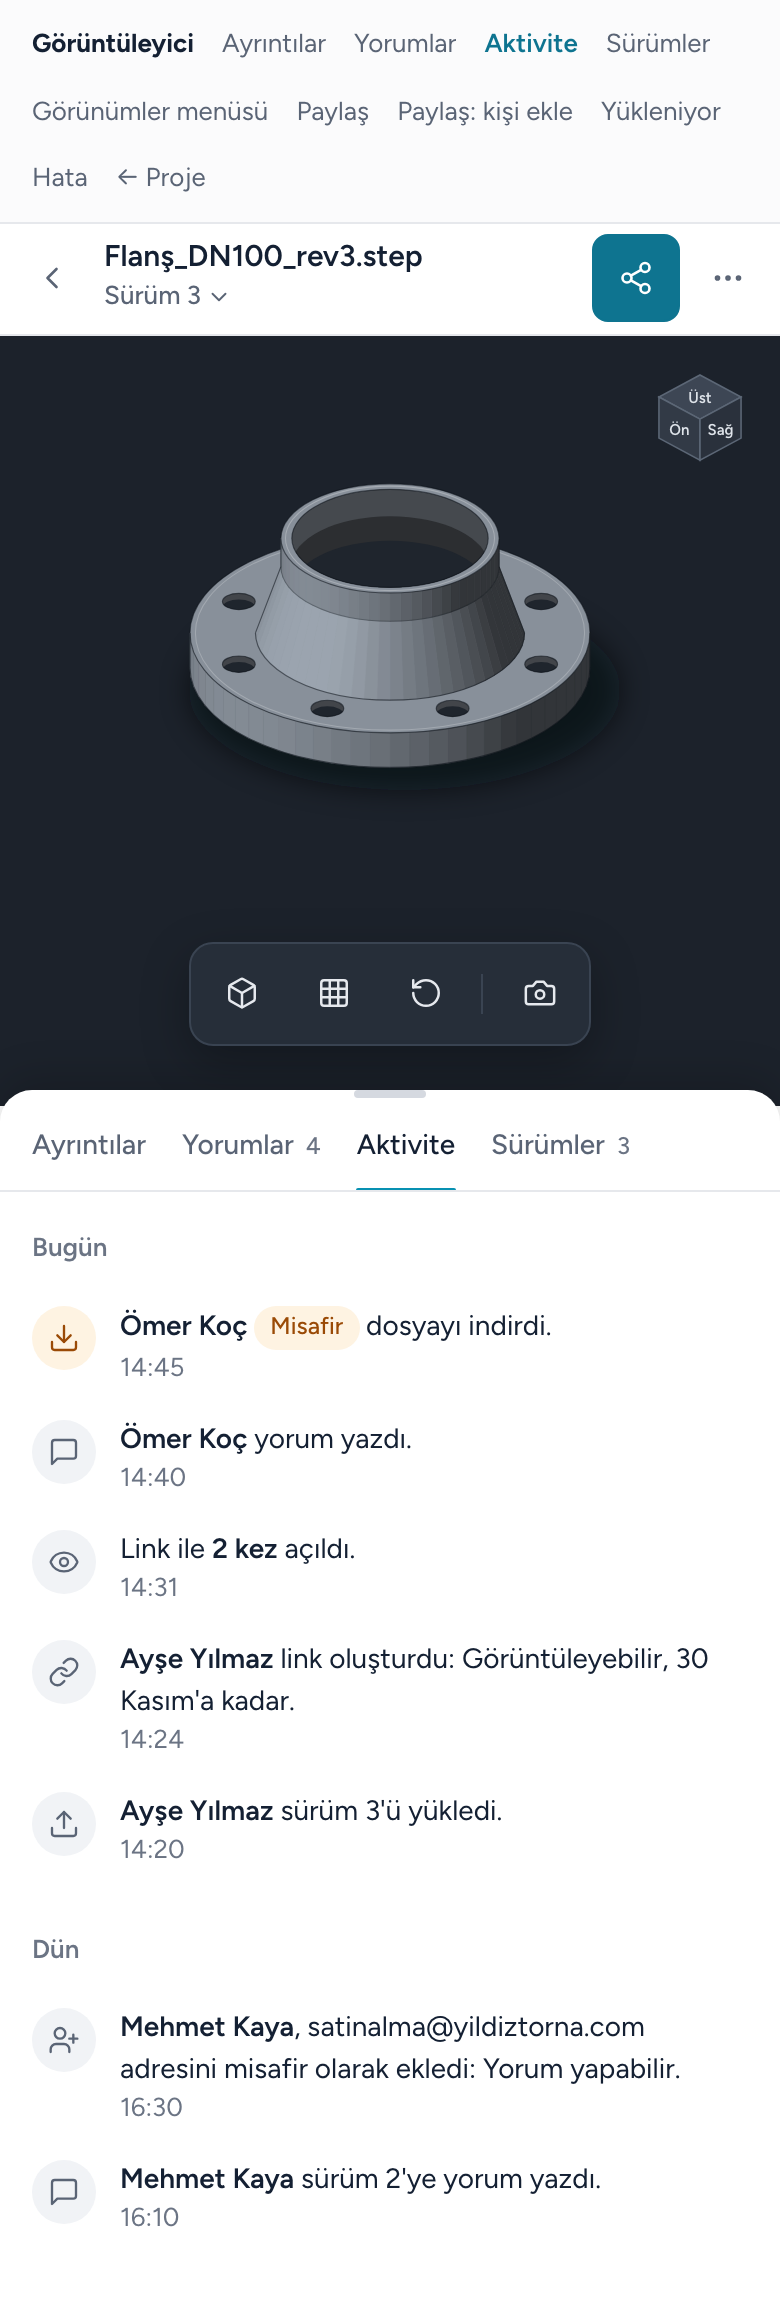 Görüntüleyici Ayrıntılar Yorumlar Aktivite Sürümler
Görünümler menüsü Paylaş Paylaş: kişi ekle Yükleniyor
Hata ← Proje
Flanş_DN100_rev3.step
Sürüm 3
Üst
Ön Sağ
Ayrıntılar Yorumlar 4 Aktivite Sürümler 3
Bugün
Ömer Koç Misafir dosyayı indirdi.
14:45
Ömer Koç yorum yazdı.
14:40
Link ile 2 kez açıldı.
14:31
Ayşe Yılmaz link oluşturdu: Görüntüleyebilir, 30
Kasım'a kadar.
14:24
Ayşe Yılmaz sürüm 3'ü yükledi.
14:20
Dün
Mehmet Kaya, satinalma@yildiztorna.com
adresini misafir olarak ekledi: Yorum yapabilir.
16:30
Mehmet Kaya sürüm 2'ye yorum yazdı.
16:10